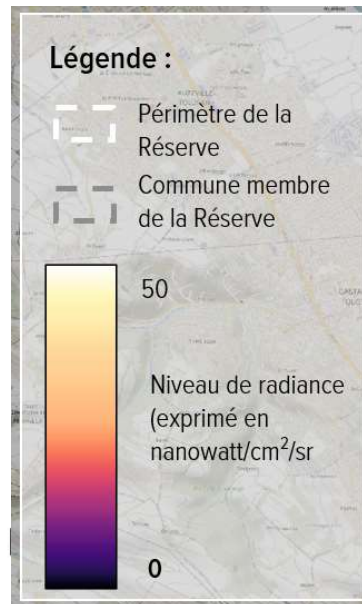 Légende :
Périmètre de la
Réserve
Commune membre
de la Réserve
50
Niveau de radiance
(exprimé en
nanowatt/cm²/sr
0